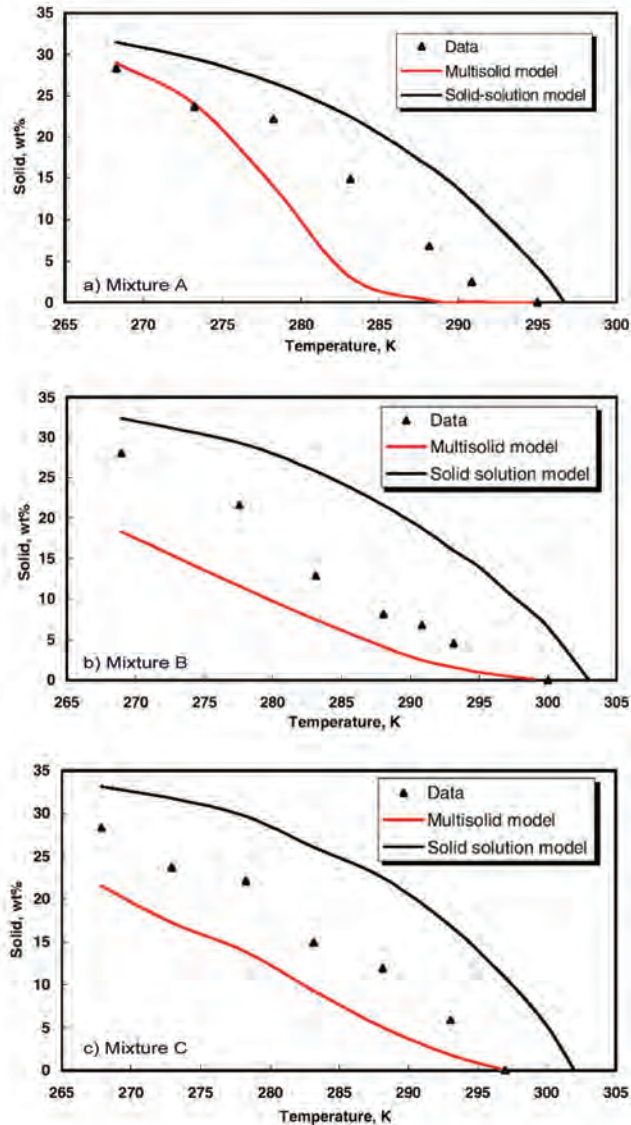 35
30
25
20
15
10
5
0
Solid, wt%
Data
Multisolid model
Solid-solution model
a) Mixture A
265 270 275 280 285 290 295 300
Temperature, K
35
30
25
20
15
10
5
0
Solid, wt%
Data
Multisolid model
Solid solution model
b) Mixture B
265 270 275 280 285 290 295 300 305
Temperature, K
35
30
25
20
15
10
5
0
Solid, wt%
Data
Multisolid model
Solid solution model
c) Mixture C
265 270 275 280 285 290 295 300 305
Temperature, K